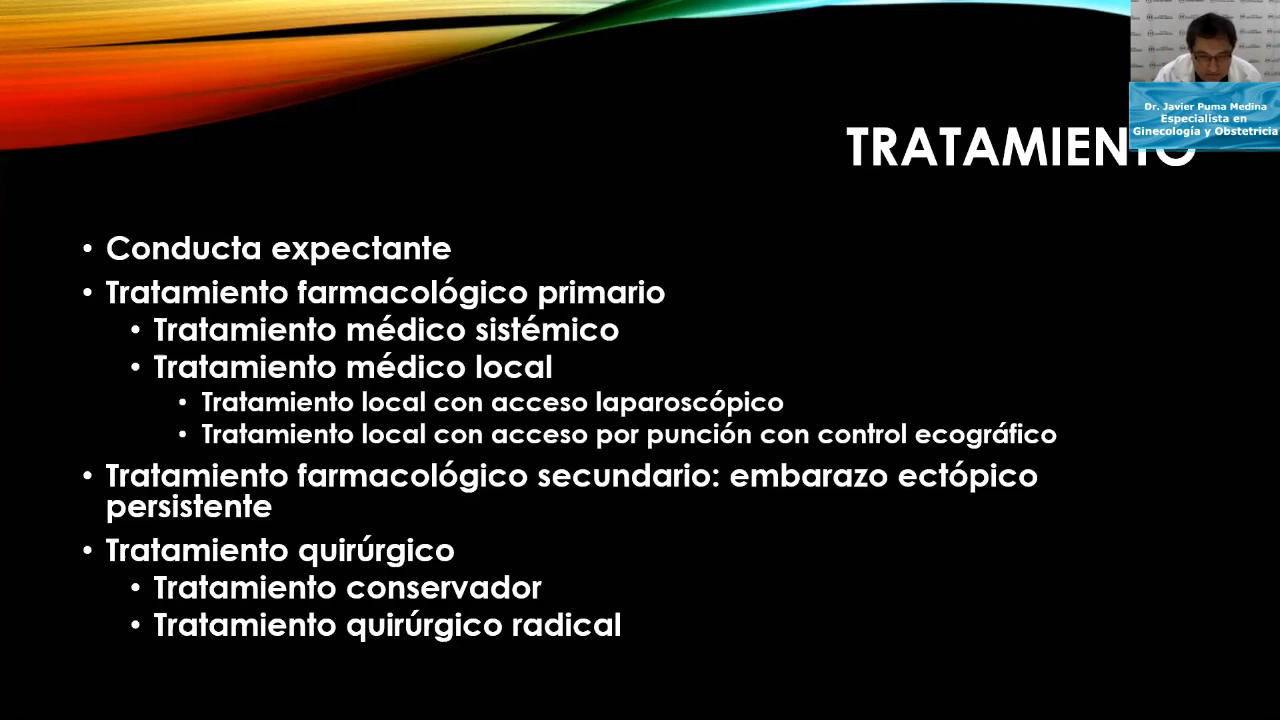 Dr. Javier Puma Medina
Especialista en
Ginecología y Obstetricia
TRATAMIENTO
• Conducta expectante
• Tratamiento farmacológico primario
• Tratamiento médico sistémico
• Tratamiento médico local
• Tratamiento local con acceso laparoscópico
• Tratamiento local con acceso por punción con control ecográfico
• Tratamiento farmacológico secundario: embarazo ectópico
persistente
• Tratamiento quirúrgico
• Tratamiento conservador
• Tratamiento quirúrgico radical